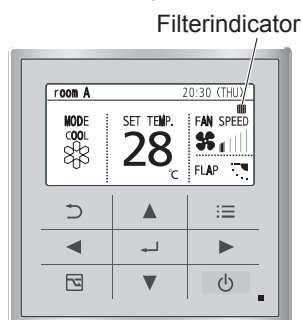 Filterindicator
room A 20:30 (THU)
MODE SET TEMP. FAN SPEED
COOL
28
°C
FLAP